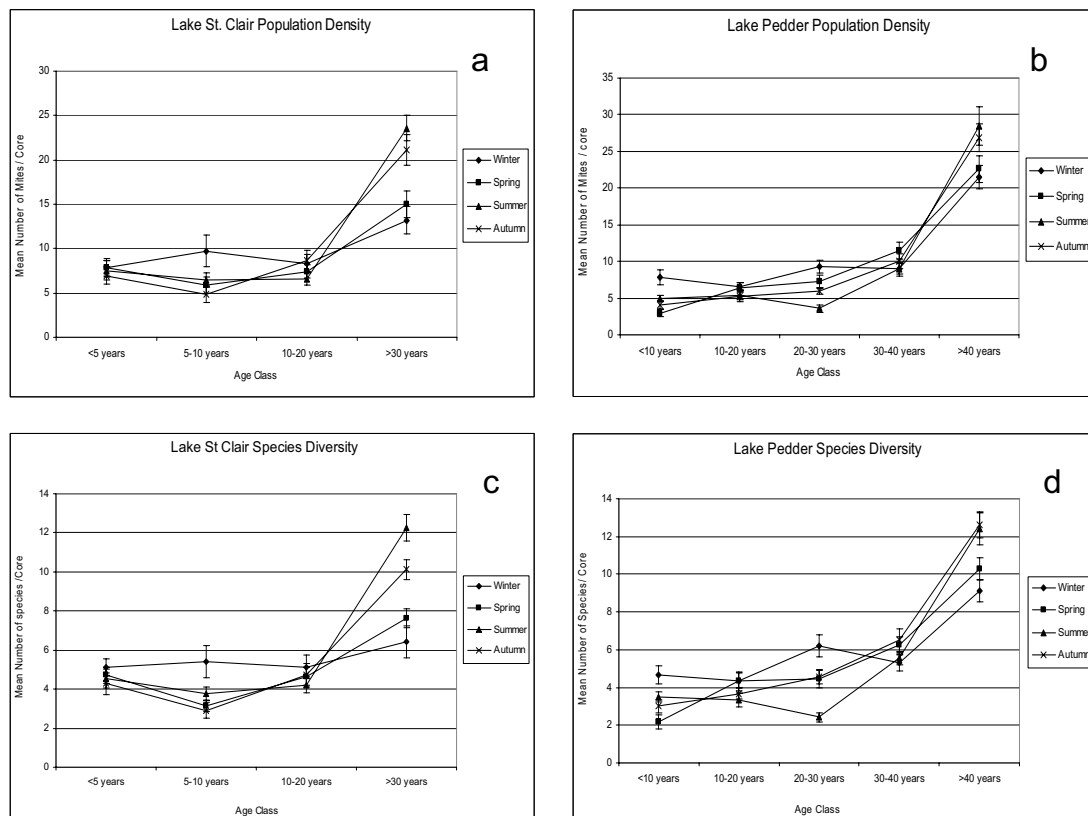 Lake St. Clair Population Density
a
30
25
20
15
10
5
0
Mean Number of Mites / Core
<5 years
5-10 years
10-20 years
>30 years
Age Class
Winter
Spring
Summer
Autumn
Lake Pedder Population Density
b
35
30
25
20
15
10
5
0
Mean Number of Mites / core
<10 years
10-20 years
20-30 years
30-40 years
>40 years
Age Class
Winter
Spring
Summer
Autumn
Lake St Clair Species Diversity
c
14
12
10
8
6
4
2
0
Mean Number of species /Core
<5 years
5-10 years
10-20 years
>30 years
Age Class
Winter
Spring
Summer
Autumn
Lake Pedder Species Diversity
d
14
12
10
8
6
4
2
0
Mean Number of Species/ Core
<10 years
10-20 years
20-30 years
30-40 years
>40 years
Age Class
Winter
Spring
Summer
Autumn